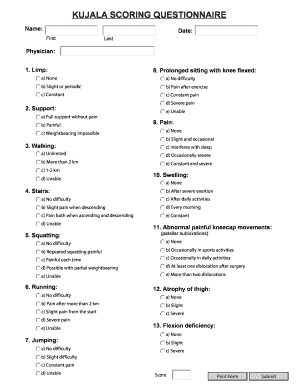 KUJALA SCORING QUESTIONNAIRE
Name:
Date:
First
Last
Physician:
1. Limp:
a) None
b) Slight or periodic
c) Constant
2. Support:
a) Full support without pain
b) Painful
c) Weightbearing impossible
3. Walking:
a) Unlimited
b) More than 2 km
c) 1-2 km
d) Unable
4. Stairs:
a) No difficulty
b) Slight pain when descending
c) Pain both when ascending and descending
d) Unable
5. Squatting:
a) No difficulty
b) Repeated squatting painful
c) Painful each time
d) Possible with partial weightbearing
e) Unable
6. Running:
a) No difficulty
b) Pain after more than 2 km
c) Slight pain from the start
d) Severe pain
e) Unable
7. Jumping:
a) No difficulty
b) Slight difficulty
c) Constant pain
d) Unable
8. Prolonged sitting with knee flexed:
a) No difficulty
b) Pain after exercise
c) Constant pain
d) Severe pain
e) Unable
9. Pain:
a) None
b) Slight and occasional
c) Interferes with sleep
d) Occasionally severe
e) Constant and severe
10. Swelling:
a) None
b) After severe exertion
c) After daily activities
d) Every morning
e) Constant
11. Abnormal painful kneecap movements:
(patellar subluxations)
a) None
b) Occasionally in sports activities
c) Occasionally in daily activities
d) At least one dislocation after surgery
e) More than two dislocations
12. Atrophy of thigh:
a) None
b) Slight
c) Severe
13. Flexion deficiency:
a) None
b) Slight
c) Severe
Score
Print Form
Submit